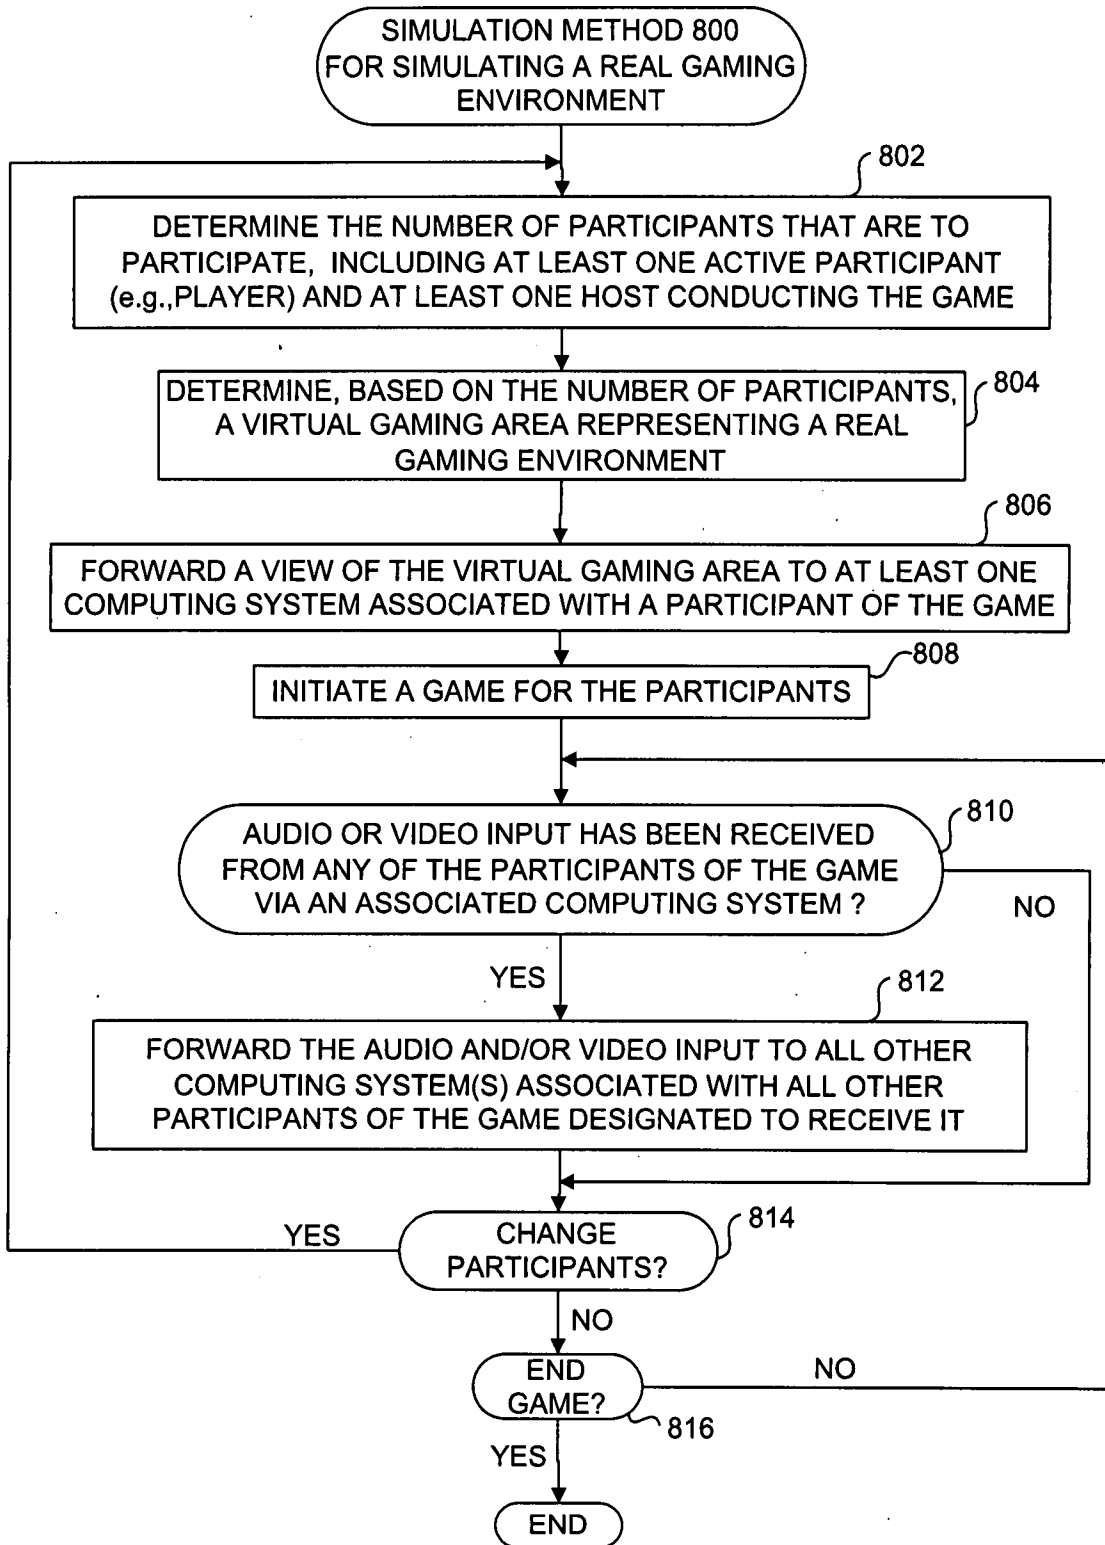 SIMULATION METHOD 800
FOR SIMULATING A REAL GAMING
ENVIRONMENT
802
DETERMINE THE NUMBER OF PARTICIPANTS THAT ARE TO
PARTICIPATE, INCLUDING AT LEAST ONE ACTIVE PARTICIPANT
(e.g.,PLAYER) AND AT LEAST ONE HOST CONDUCTING THE GAME
804
DETERMINE, BASED ON THE NUMBER OF PARTICIPANTS,
A VIRTUAL GAMING AREA REPRESENTING A REAL
GAMING ENVIRONMENT
806
FORWARD A VIEW OF THE VIRTUAL GAMING AREA TO AT LEAST ONE
COMPUTING SYSTEM ASSOCIATED WITH A PARTICIPANT OF THE GAME
808
INITIATE A GAME FOR THE PARTICIPANTS
810
AUDIO OR VIDEO INPUT HAS BEEN RECEIVED
FROM ANY OF THE PARTICIPANTS OF THE GAME
VIA AN ASSOCIATED COMPUTING SYSTEM ?
NO
YES
812
FORWARD THE AUDIO AND/OR VIDEO INPUT TO ALL OTHER
COMPUTING SYSTEM(S) ASSOCIATED WITH ALL OTHER
PARTICIPANTS OF THE GAME DESIGNATED TO RECEIVE IT
814
YES
CHANGE
PARTICIPANTS?
NO
END
GAME?
NO
816
YES
END